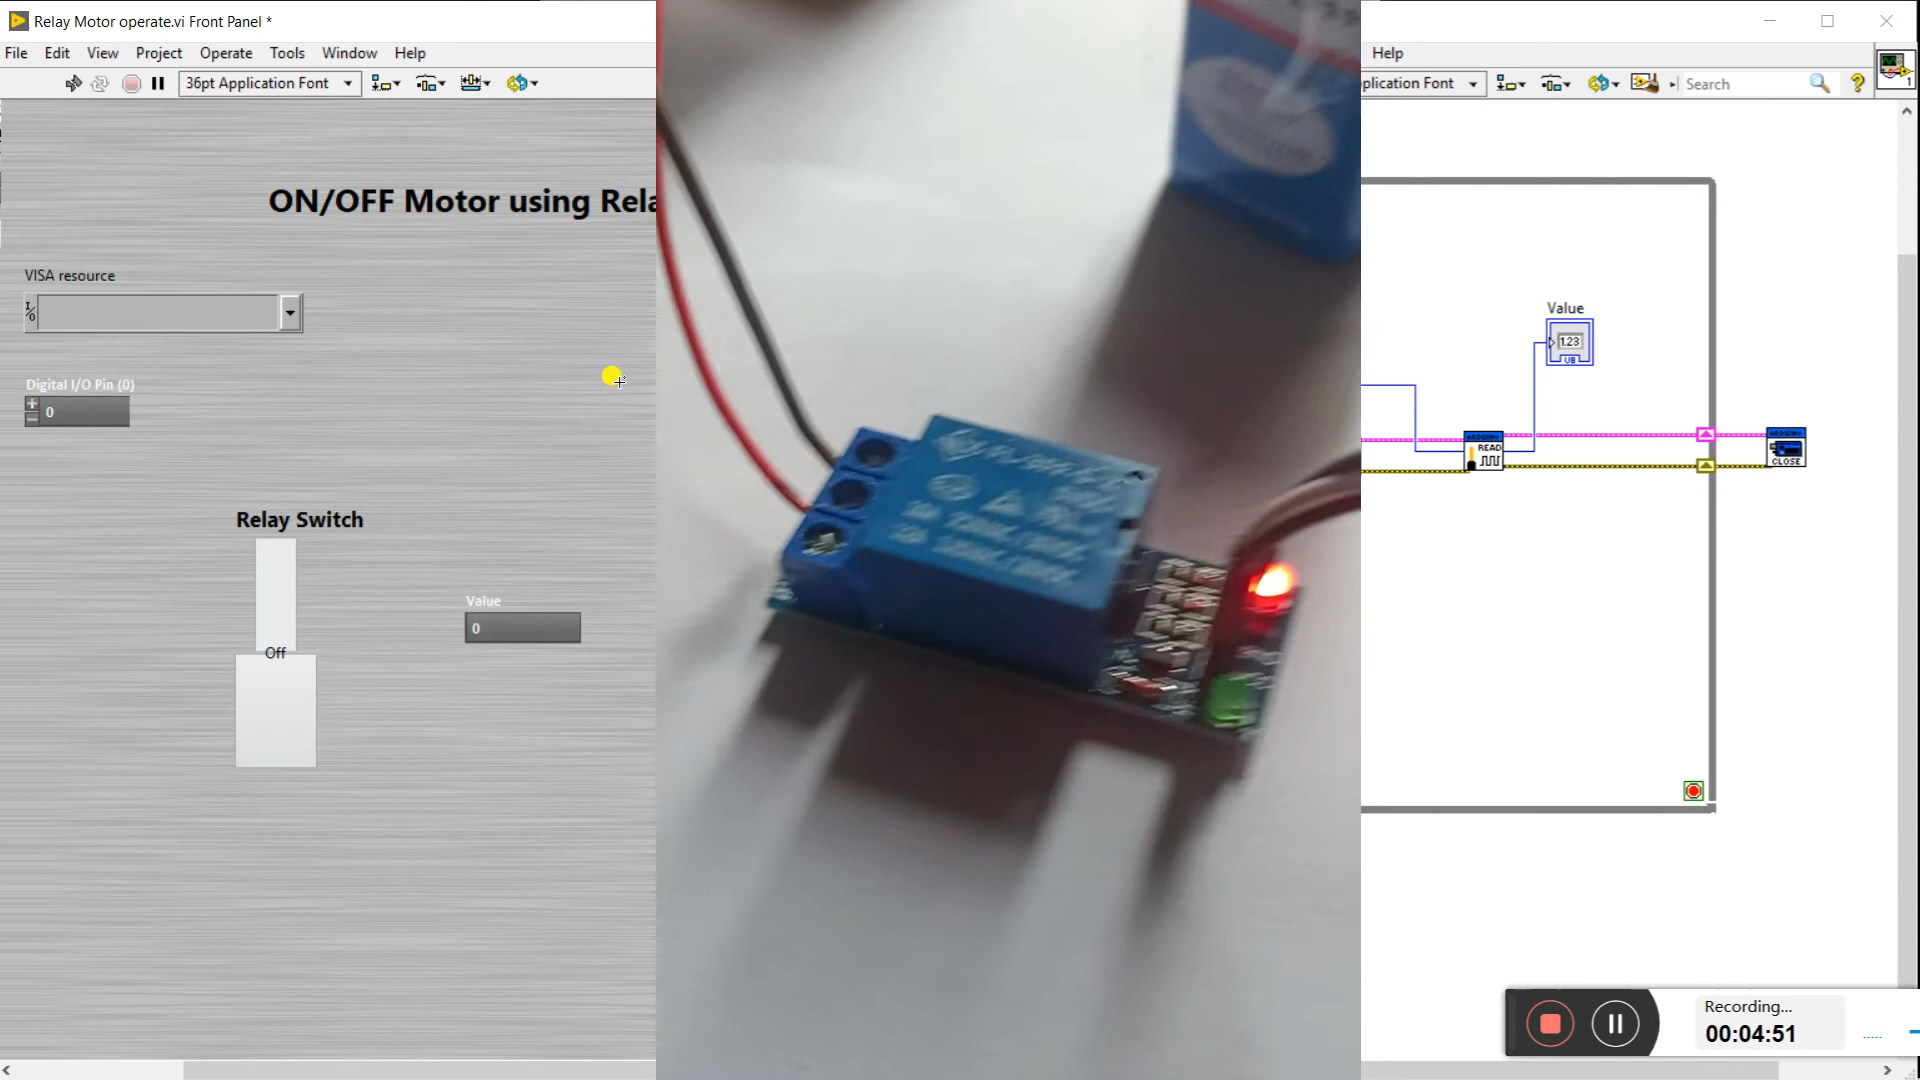 Relay Motor operate.vi Front Panel *
File Edit View Project Operate Tools Window Help
36pt Application Font
ON/OFF Motor using Rela
VISA resource
Digital I/O Pin (0)
0
Relay Switch
Off
Value
0
Help
plication Font
Search
1
Value
123
U8
READ
CLOSE
Recording...
00:04:51